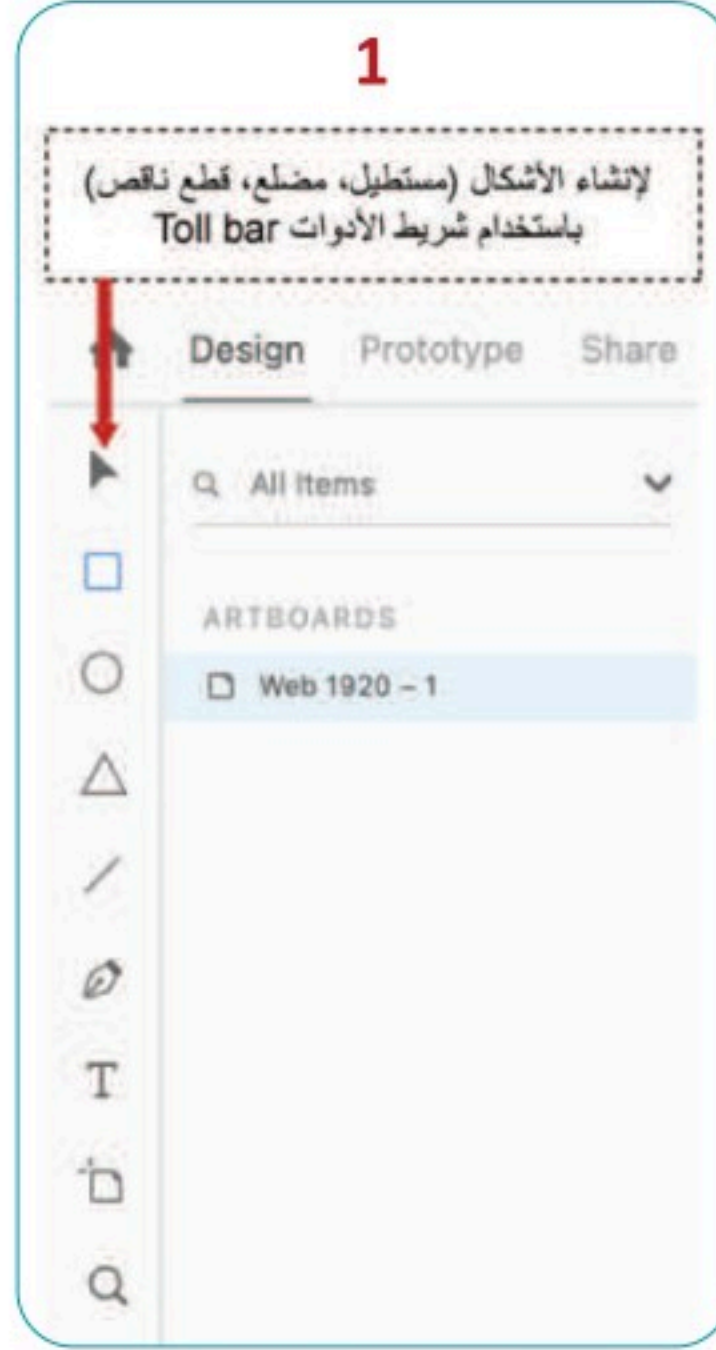 1
لإنشاء الأشكال (مستطيل، مضلع، قطع ناقص)
باستخدام شريط الأدوات Toll bar
Design Prototype Share
All Items
ARTBOARDS
Web 1920 – 1
T